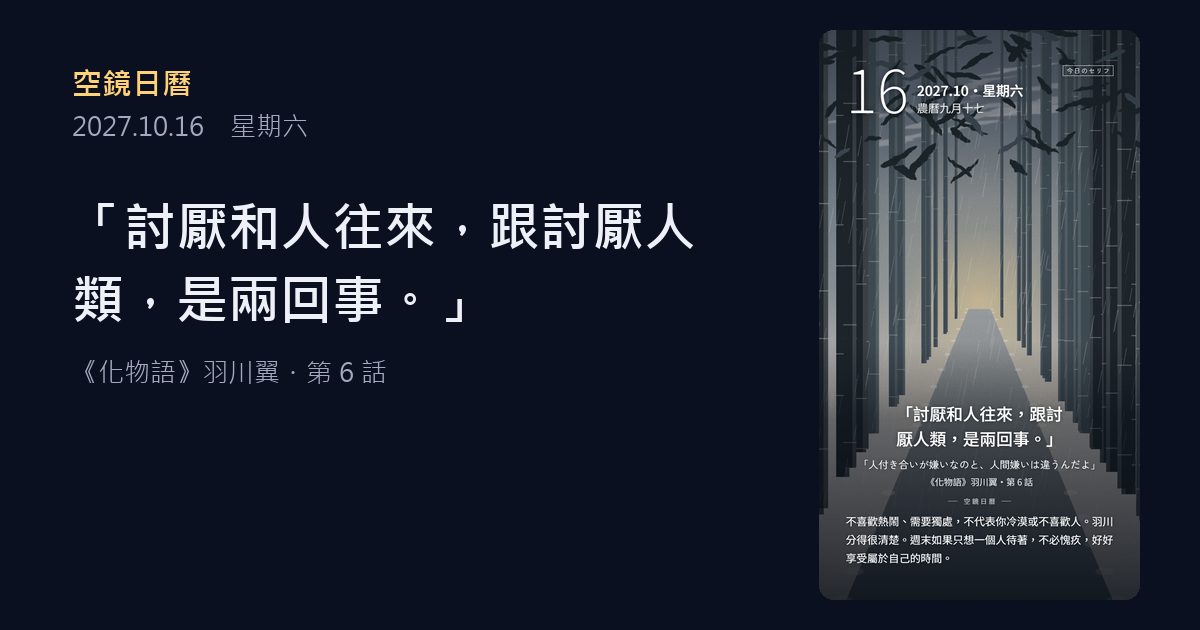 空鏡日曆
2027.10.16 星期六
「討厭和人往來，跟討厭人
類，是兩回事。」
《化物語》羽川翼・第 6 話
16
2027.10・星期六
農曆九月十七
今日のセリフ
「討厭和人往來，跟討
厭人類，是兩回事。」
「人付き合いが嫌いなのと、人間嫌いは違うんだよ」
《化物語》羽川翼・第 6 話
— 空鏡日曆 —
不喜歡熱鬧、需要獨處，不代表你冷漠或不喜歡人。羽川
分得很清楚。週末如果只想一個人待著，不必愧疚，好好
享受屬於自己的時間。